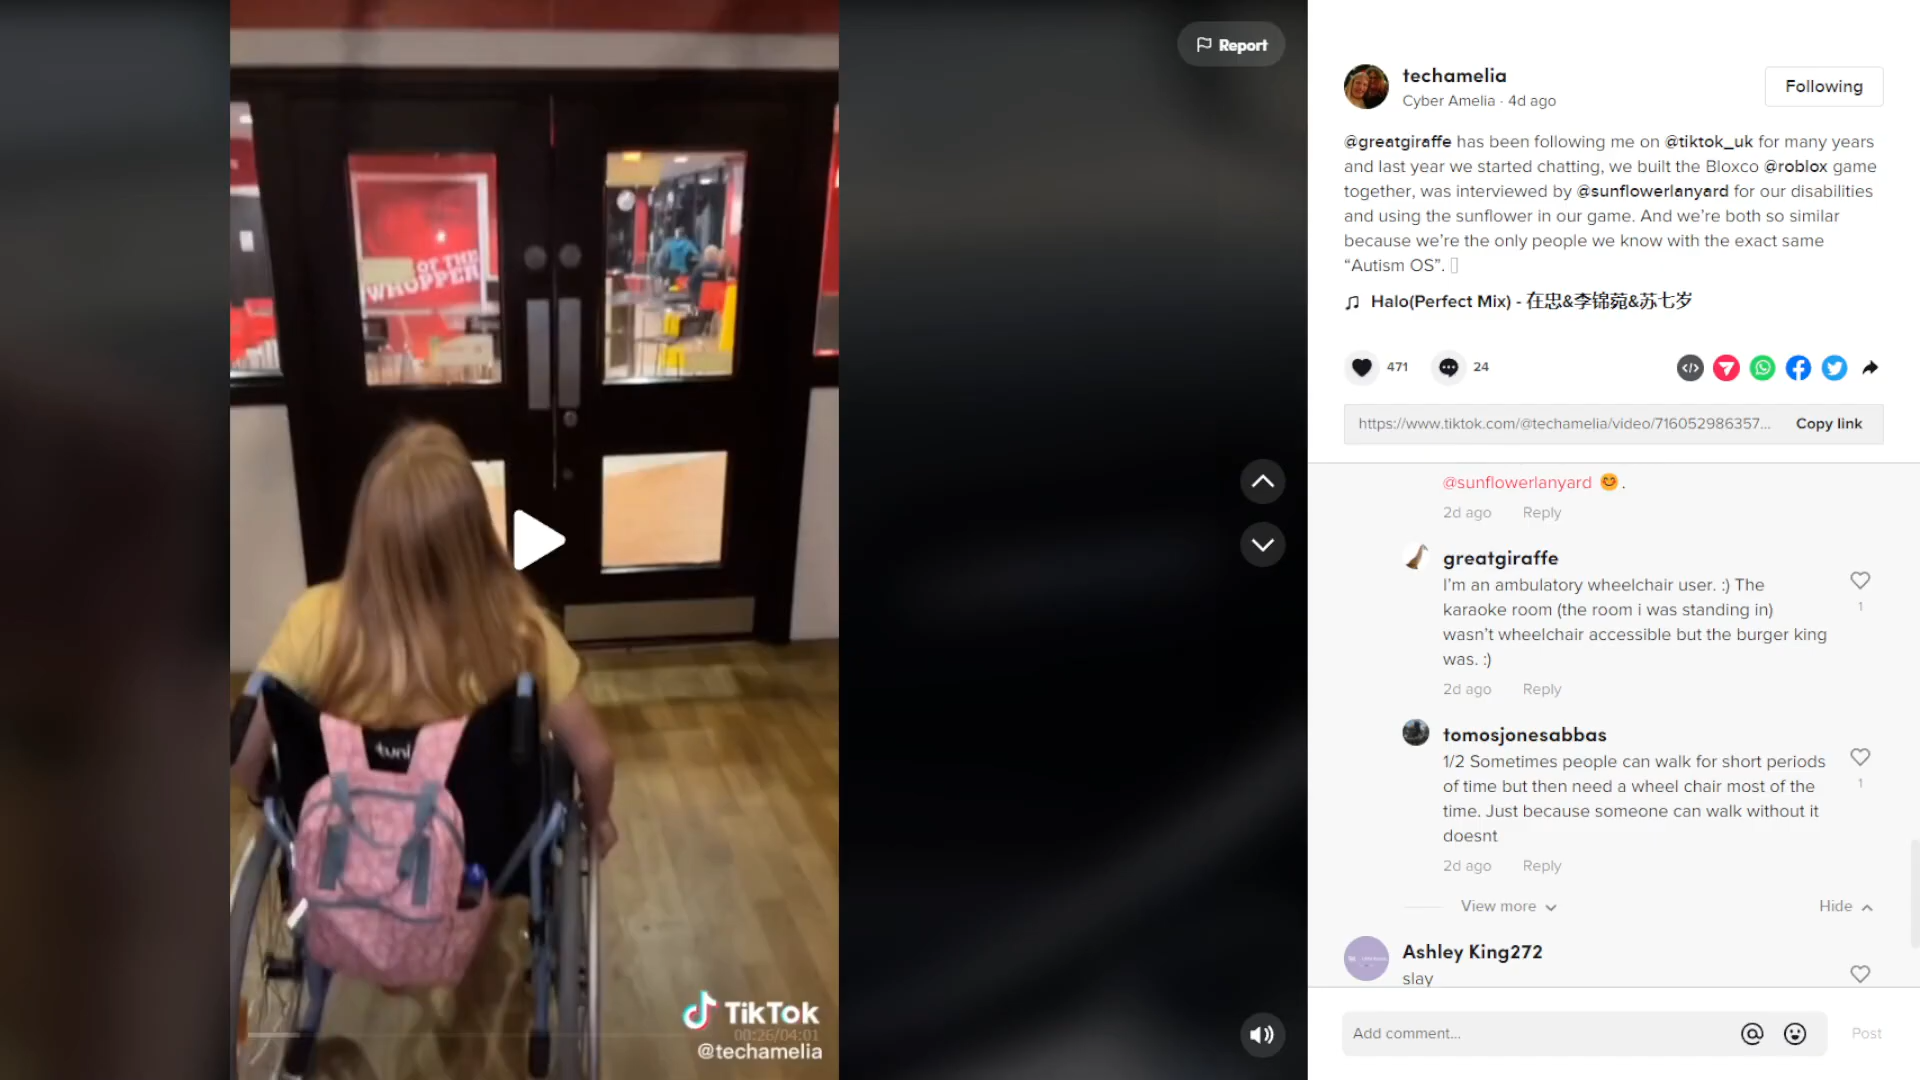 OF THE
WHOPPER
tuni
TikTok
00:26/04:01
@techamelia
Report
techamelia
Cyber Amelia · 4d ago
Following
@greatgiraffe has been following me on @tiktok_uk for many years
and last year we started chatting, we built the Bloxco @roblox game
together, was interviewed by @sunflowerlanyard for our disabilities
and using the sunflower in our game. And we’re both so similar
because we’re the only people we know with the exact same
“Autism OS”.
Halo(Perfect Mix) - 在忠&李锦菀&苏七岁
471
24
https://www.tiktok.com/@techamelia/video/716052986357...
Copy link
@sunflowerlanyard 😊 .
2d ago Reply
greatgiraffe
I’m an ambulatory wheelchair user. :) The
karaoke room (the room i was standing in)
wasn’t wheelchair accessible but the burger king
was. :)
1
2d ago Reply
tomosjonesabbas
1/2 Sometimes people can walk for short periods
of time but then need a wheel chair most of the
time. Just because someone can walk without it
doesnt
1
2d ago Reply
View more
Hide
Ashley King272
slay
Add comment...
Post